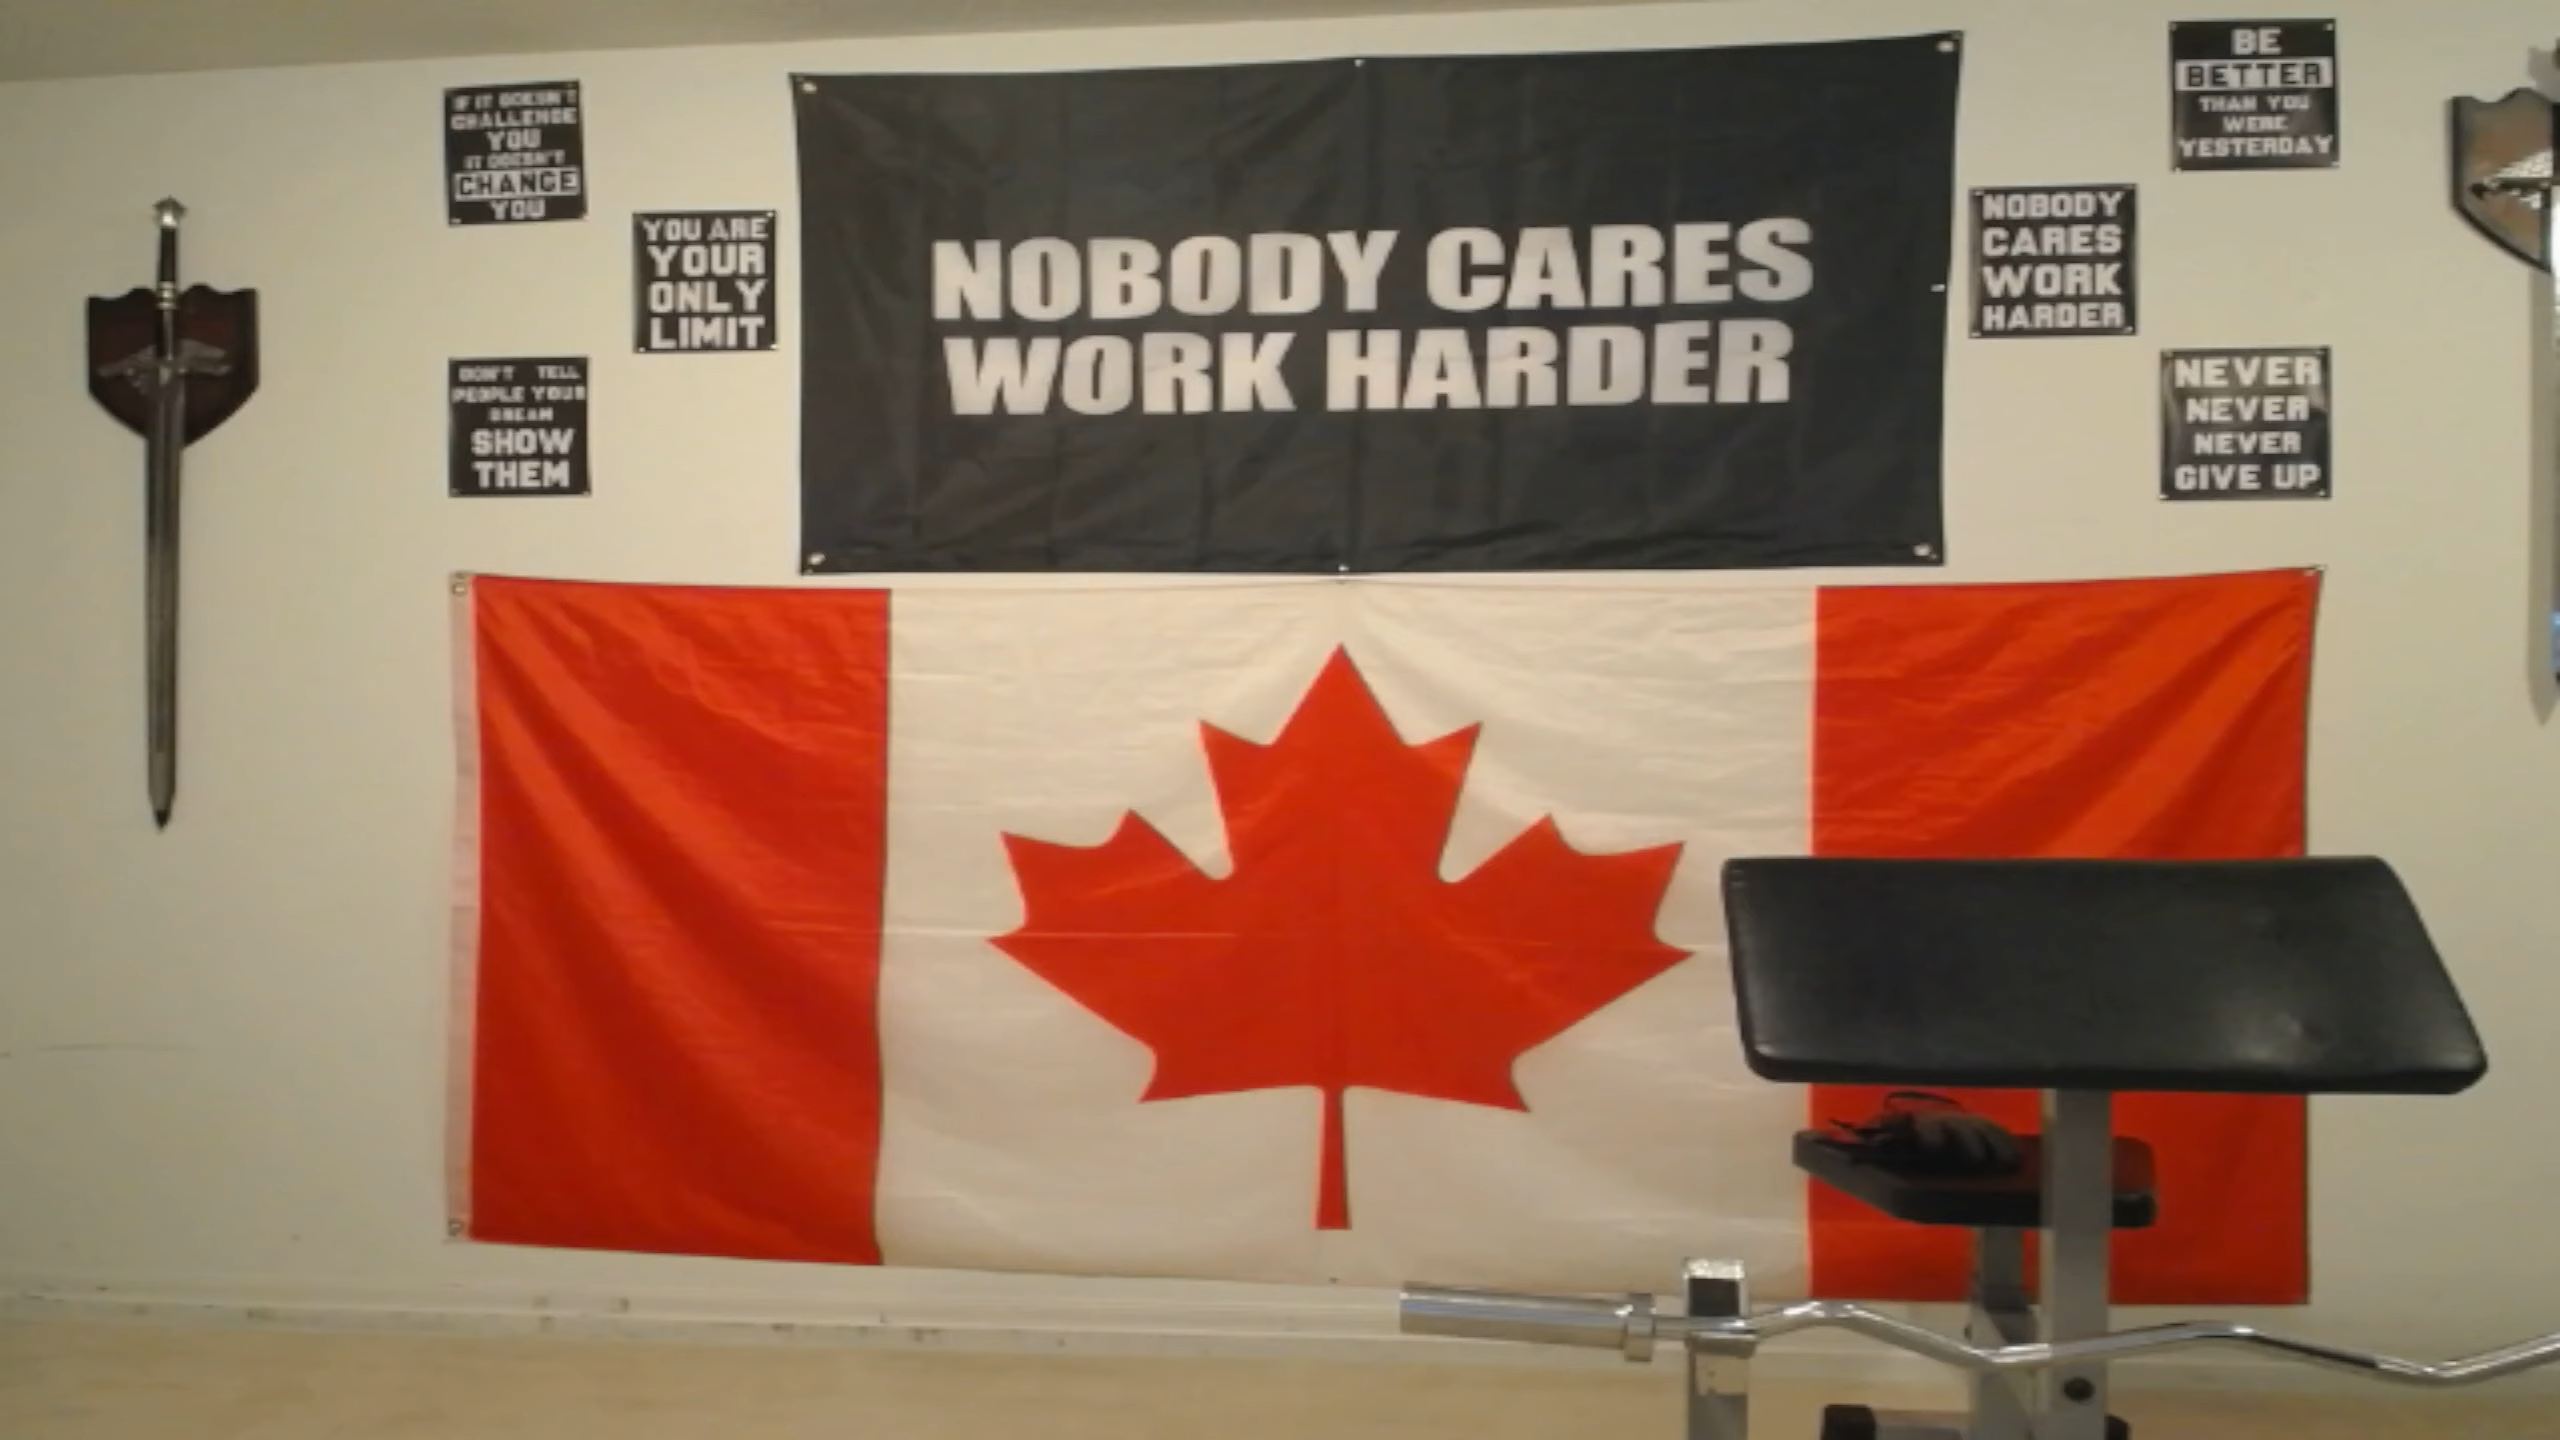 IF IT DOESN'T
CHALLENGE
YOU
IT DOESN'T
CHANGE
YOU
YOU ARE
YOUR
ONLY
LIMIT
DON'T TELL
PEOPLE YOUR
DREAM
SHOW
THEM
NOBODY CARES
WORK HARDER
BE
BETTER
THAN YOU
WERE
YESTERDAY
NOBODY
CARES
WORK
HARDER
NEVER
NEVER
NEVER
GIVE UP